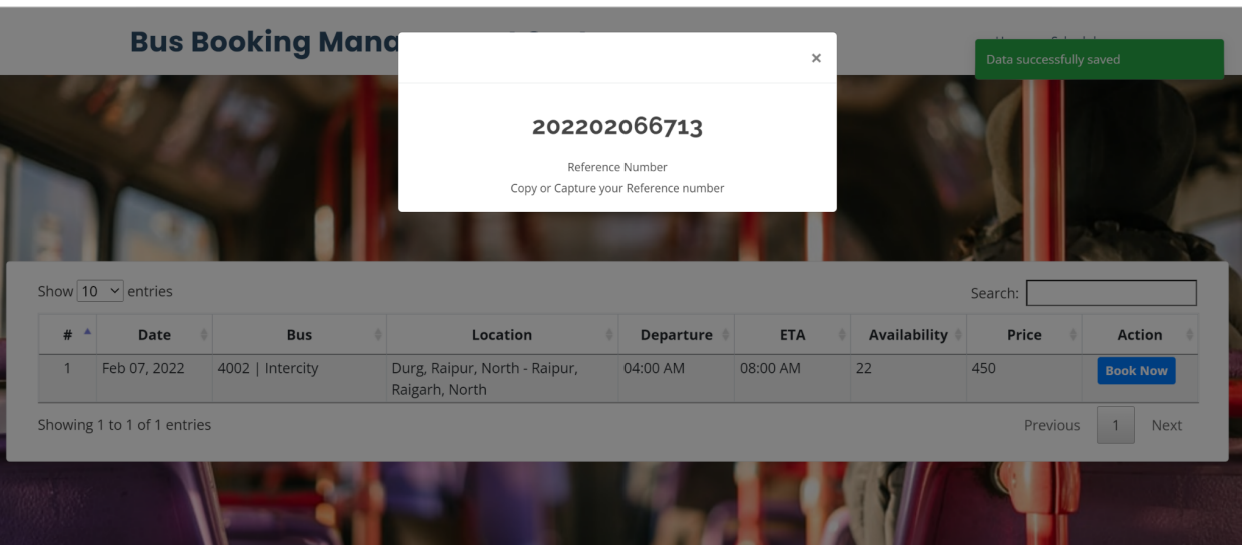 Bus Booking Mana
×
Data successfully saved
202202066713
Reference Number
Copy or Capture your Reference number
Show 10 entries
Search:
# Date Bus Location Departure ETA Availability Price Action
1 Feb 07, 2022 4002 | Intercity Durg, Raipur, North - Raipur, 04:00 AM 08:00 AM 22 450 Book Now
Raigarh, North
Showing 1 to 1 of 1 entries
Previous 1 Next